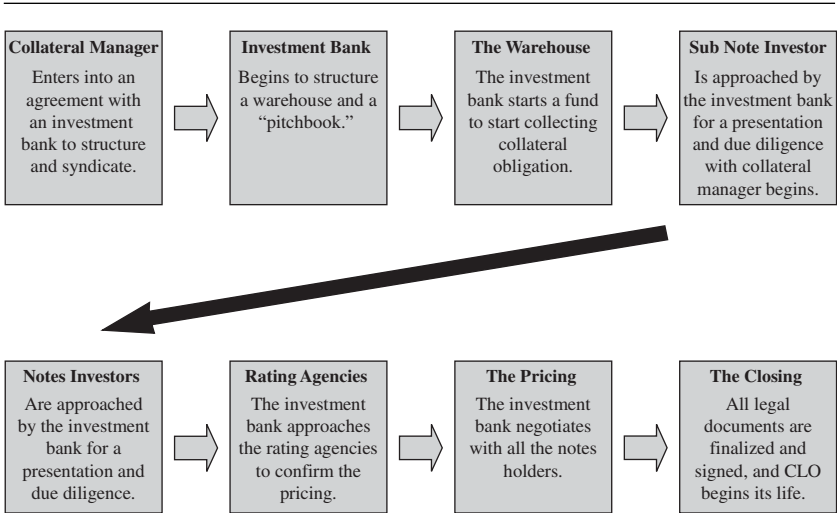 Collateral Manager
Enters into an
agreement with
an investment
bank to structure
and syndicate.
Investment Bank
Begins to structure
a warehouse and a
“pitchbook.”
The Warehouse
The investment
bank starts a fund
to start collecting
collateral
obligation.
Sub Note Investor
Is approached by
the investment bank
for a presentation
and due diligence
with collateral
manager begins.
Notes Investors
Are approached
by the investment
bank for a
presentation and
due diligence.
Rating Agencies
The investment
bank approaches
the rating agencies
to confirm the
pricing.
The Pricing
The investment
bank negotiates
with all the notes
holders.
The Closing
All legal
documents are
finalized and
signed, and CLO
begins its life.